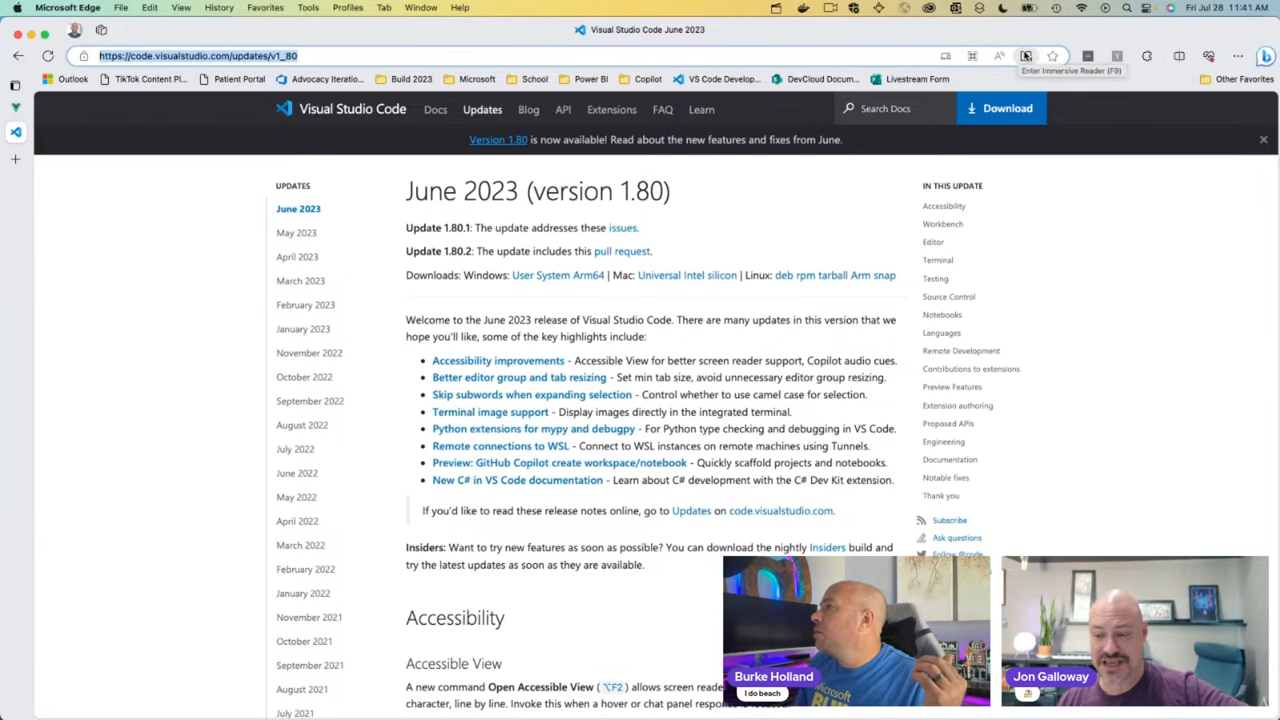 Microsoft Edge File Edit View History Favorites Tools Profiles Tab Window Help Fri Jul 28 11:41 AM
Visual Studio Code June 2023
https://code.visualstudio.com/updates/v1_80
Enter Immersive Reader (F9)
Outlook TikTok Content Pl... Patient Portal Advocacy Iteratio... Build 2023 Microsoft School Power BI Copilot VS Code Develop... DevCloud Docum... Livestream Form Other Favorites
Visual Studio Code Docs Updates Blog API Extensions FAQ Learn Search Docs Download
Version 1.80 is now available! Read about the new features and fixes from June.
UPDATES
June 2023
May 2023
April 2023
March 2023
February 2023
January 2023
November 2022
October 2022
September 2022
August 2022
July 2022
June 2022
May 2022
April 2022
March 2022
February 2022
January 2022
November 2021
October 2021
September 2021
August 2021
July 2021
June 2023 (version 1.80)
Update 1.80.1: The update addresses these issues.
Update 1.80.2: The update includes this pull request.
Downloads: Windows: User System Arm64 | Mac: Universal Intel silicon | Linux: deb rpm tarball Arm snap
Welcome to the June 2023 release of Visual Studio Code. There are many updates in this version that we
hope you'll like, some of the key highlights include:
• Accessibility improvements - Accessible View for better screen reader support, Copilot audio cues.
• Better editor group and tab resizing - Set min tab size, avoid unnecessary editor group resizing.
• Skip subwords when expanding selection - Control whether to use camel case for selection.
• Terminal image support - Display images directly in the integrated terminal.
• Python extensions for mypy and debugpy - For Python type checking and debugging in VS Code.
• Remote connections to WSL - Connect to WSL instances on remote machines using Tunnels.
• Preview: GitHub Copilot create workspace/notebook - Quickly scaffold projects and notebooks.
• New C# in VS Code documentation - Learn about C# development with the C# Dev Kit extension.
If you'd like to read these release notes online, go to Updates on code.visualstudio.com.
Insiders: Want to try new features as soon as possible? You can download the nightly Insiders build and
try the latest updates as soon as they are available.
Accessibility
Accessible View
A new command Open Accessible View (⌥F2) allows screen reade
character, line by line. Invoke this when a hover or chat panel respon
IN THIS UPDATE
Accessibility
Workbench
Editor
Terminal
Testing
Source Control
Notebooks
Languages
Remote Development
Contributions to extensions
Preview Features
Extension authoring
Proposed APIs
Engineering
Documentation
Notable fixes
Thank you
Subscribe
Ask questions
Follow @code
Microsoft
Burke Holland
I do beach
Jon Galloway